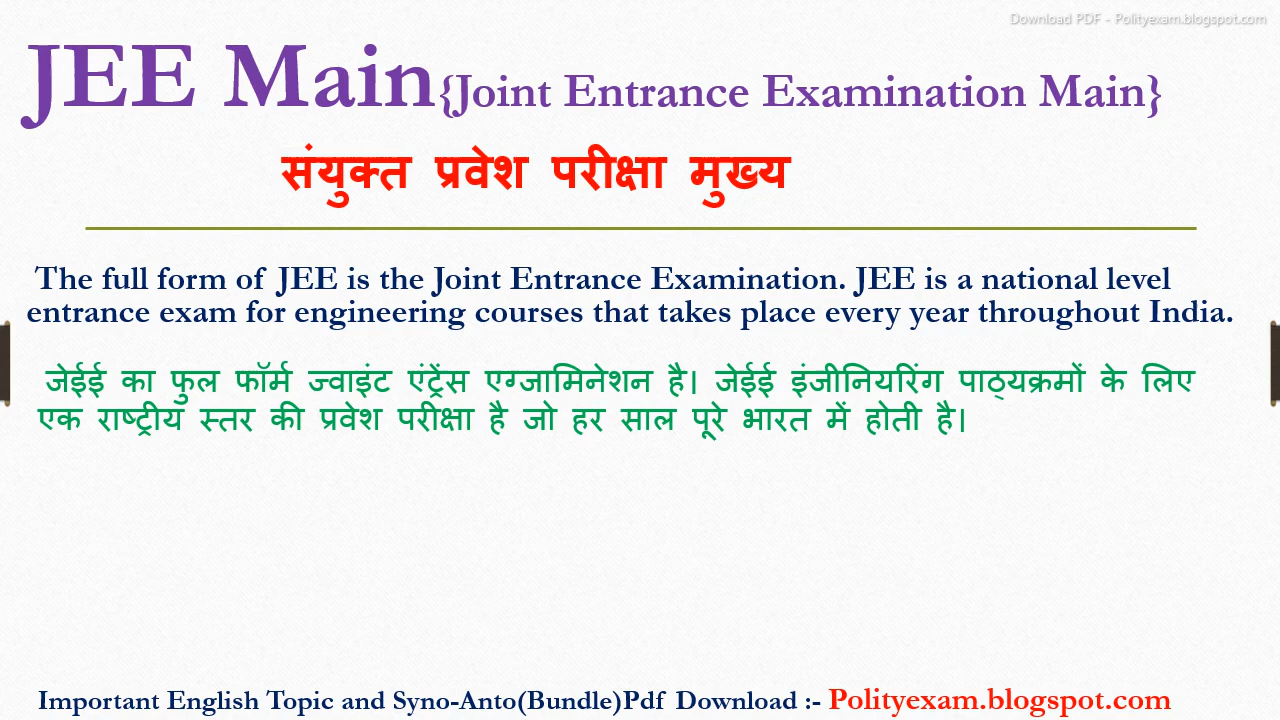 Download PDF - Polityexam.blogspot.com
JEE Main{Joint Entrance Examination Main}
संयुक्त प्रवेश परीक्षा मुख्य
The full form of JEE is the Joint Entrance Examination. JEE is a national level
entrance exam for engineering courses that takes place every year throughout India.
जेईई का फुल फॉर्म ज्वाइंट एंट्रेंस एग्जामिनेशन है। जेईई इंजीनियरिंग पाठ्यक्रमों के लिए
एक राष्ट्रीय स्तर की प्रवेश परीक्षा है जो हर साल पूरे भारत में होती है।
Important English Topic and Syno-Anto(Bundle)Pdf Download :- Polityexam.blogspot.com